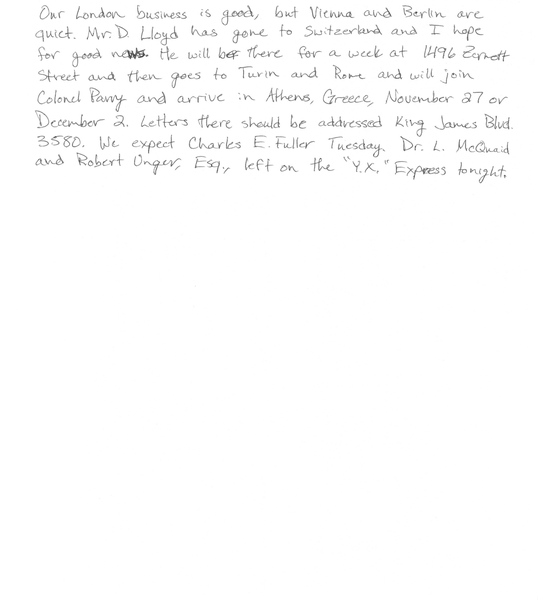 Our London business is good, but Vienna and Berlin are
quiet. Mr. D. Lloyd has gone to Switzerland and I hope
for good news. He will be there for a week at 1496 Zermott
Street and then goes to Turin and Rome and will join
Colonel Parry and arrive in Athens, Greece, November 27 or
December 2. Letters there should be addressed King James Blvd.
3580. We expect Charles E. Fuller Tuesday. Dr. L. McQuaid
and Robert Unger, Esq., left on the "Y.X." Express tonight.